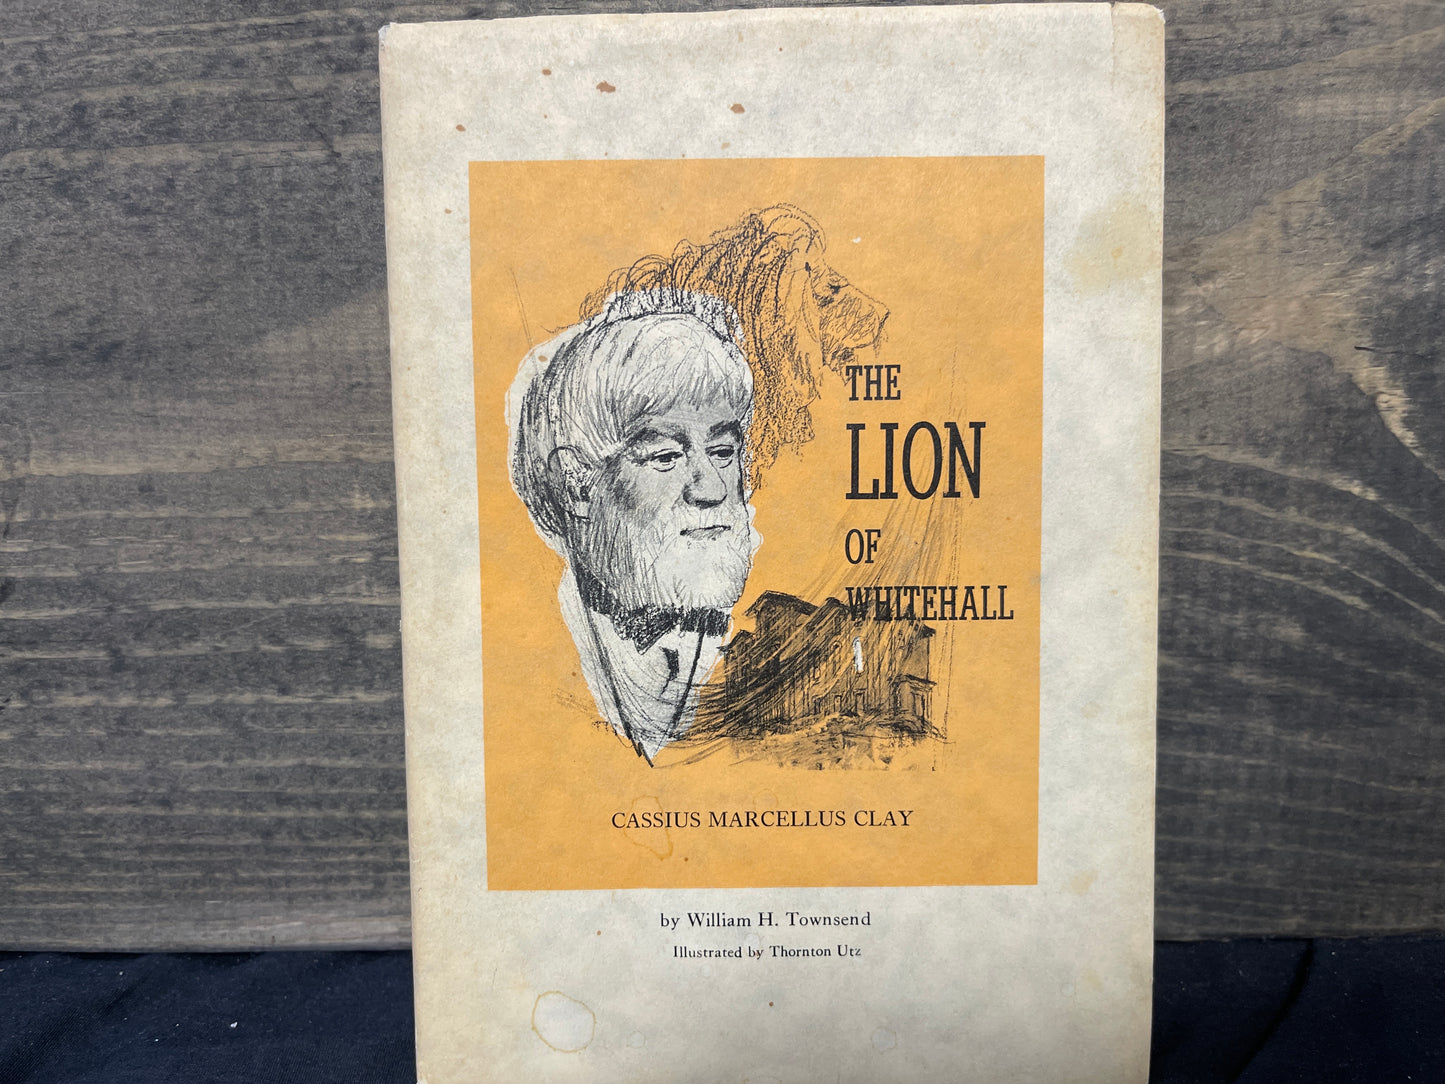 THE
LION
OF
WHITEHALL
CASSIUS MARCELLUS CLAY
by William H. Townsend
Illustrated by Thornton Utz